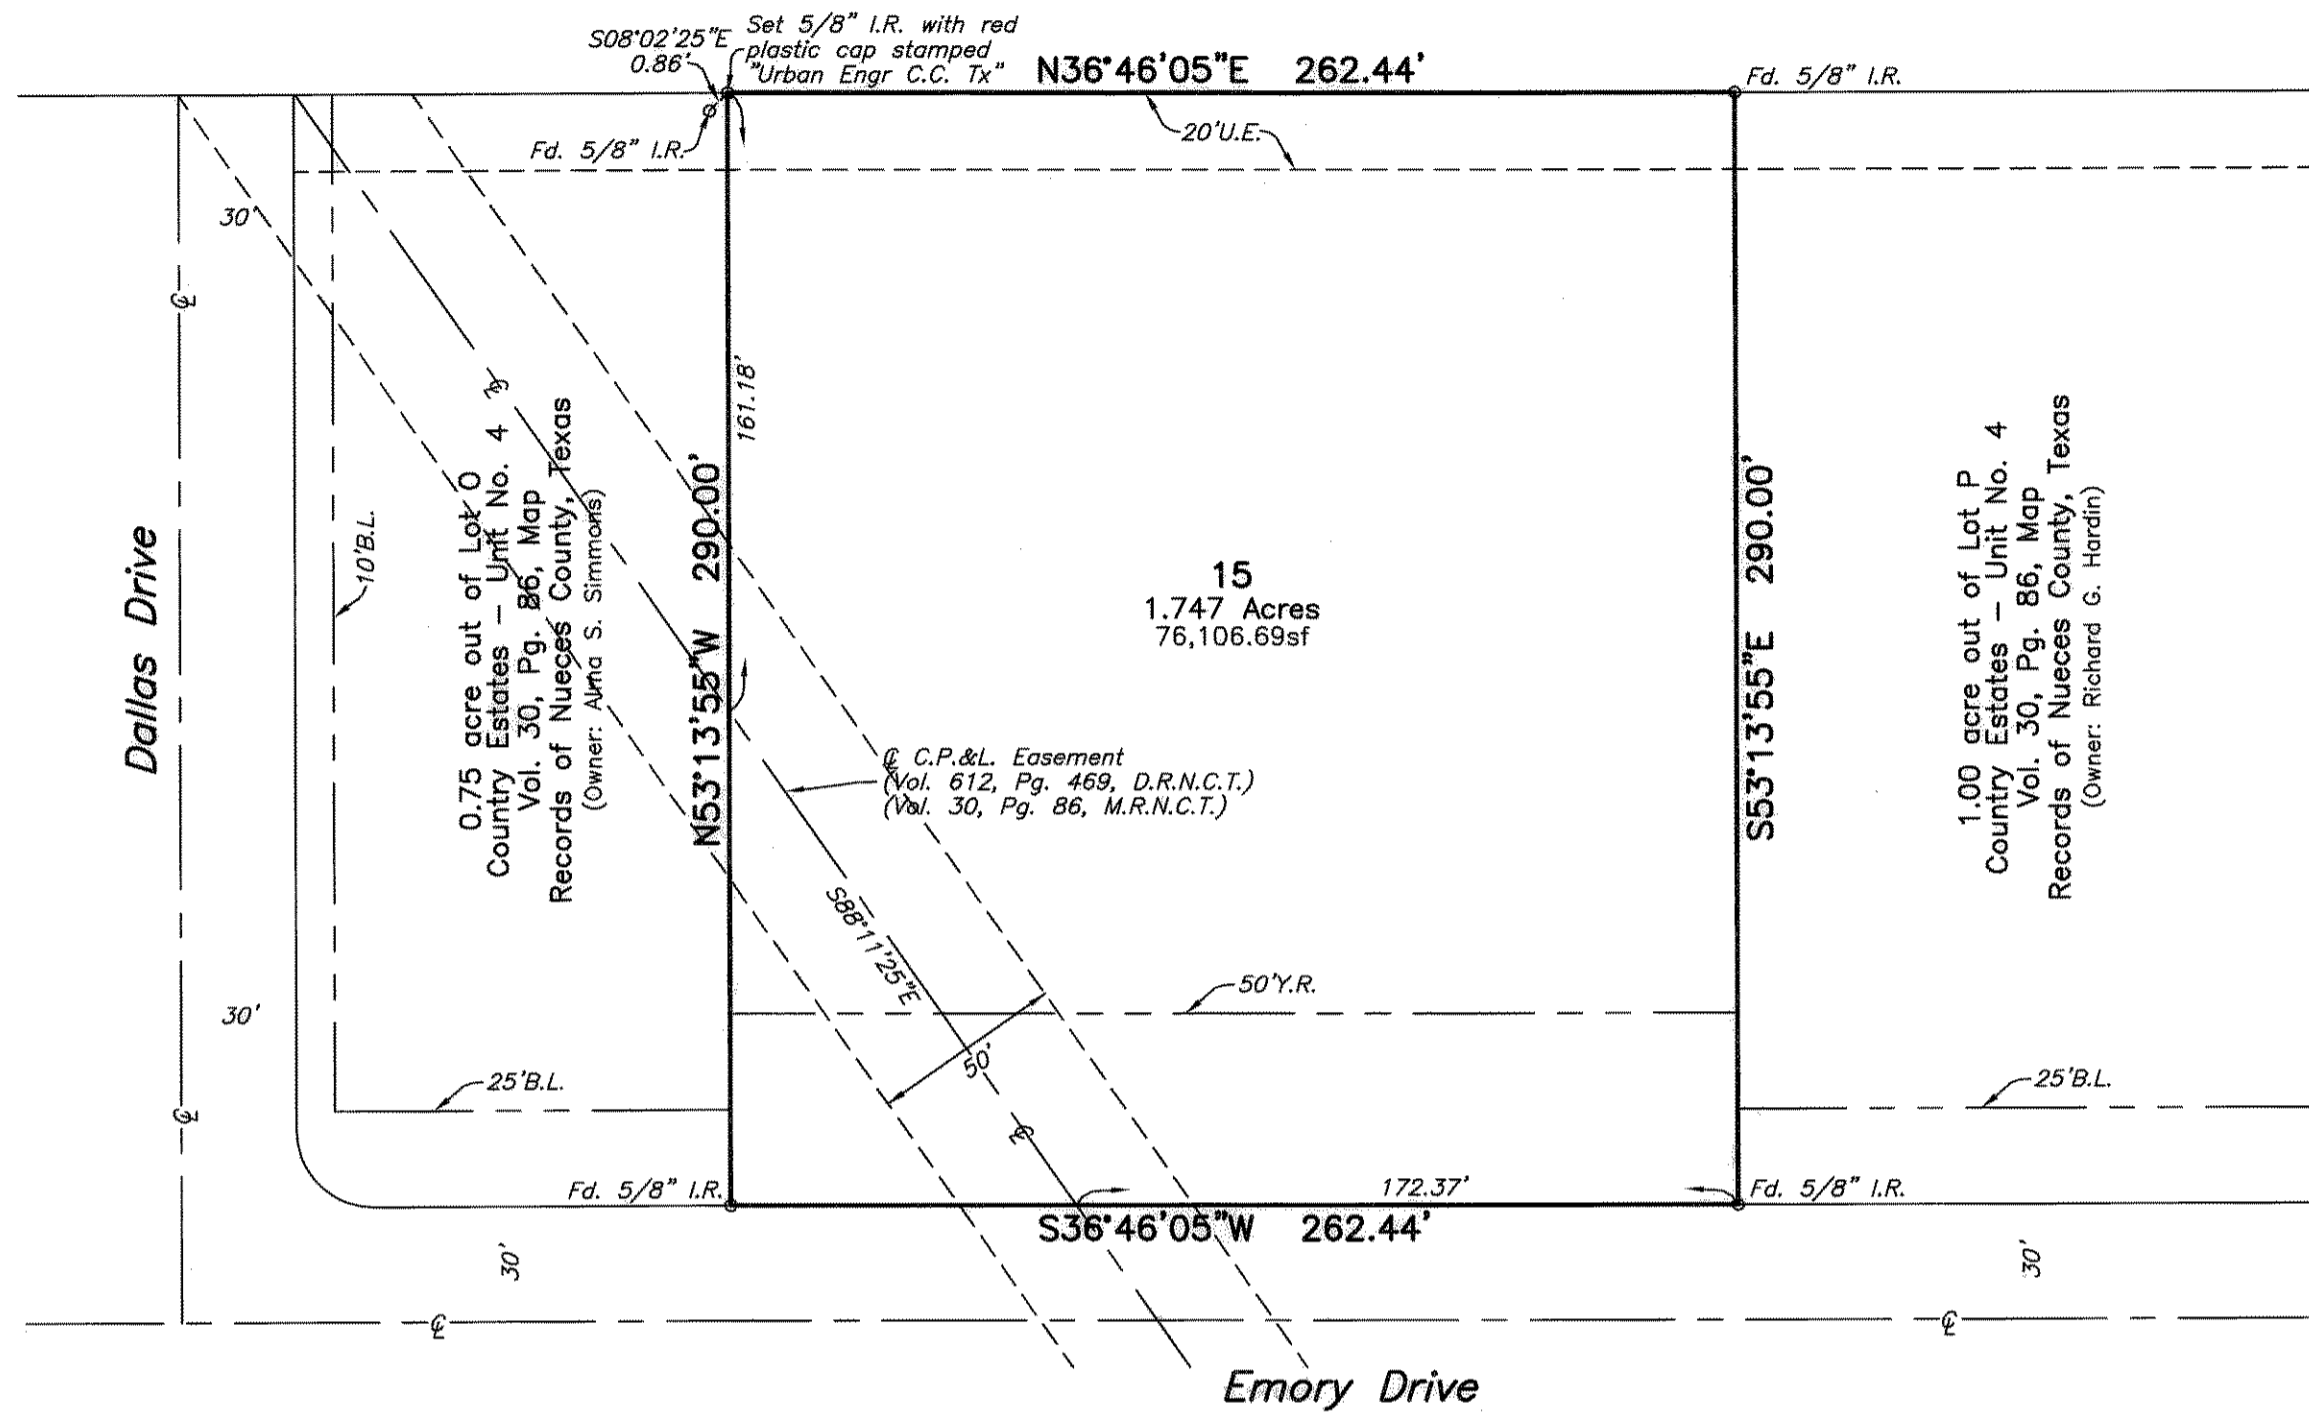 S08°02'25"E
0.86'
Set 5/8" I.R. with red
plastic cap stamped
"Urban Engr C.C. Tx"
N36°46'05"E 262.44'
Fd. 5/8" I.R.
Fd. 5/8" I.R.
20'U.E.
30'
℄
161.18'
N53°13'55"W 290.00'
S53°13'55"E 290.00'
Dallas Drive
10'B.L.
0.75 acre out of Lot O
Country Estates – Unit No. 4
Vol. 30, Pg. 86, Map
Records of Nueces County, Texas
(Owner: Alma S. Simmons)
15
1.747 Acres
76,106.69sf
1.00 acre out of Lot P
Country Estates – Unit No. 4
Vol. 30, Pg. 86, Map
Records of Nueces County, Texas
(Owner: Richard G. Hardin)
℄ C.P.&L. Easement
(Vol. 612, Pg. 469, D.R.N.C.T.)
(Vol. 30, Pg. 86, M.R.N.C.T.)
S88°11'25"E
50'Y.R.
30'
50'
25'B.L.
25'B.L.
℄
Fd. 5/8" I.R.
172.37'
Fd. 5/8" I.R.
S36°46'05"W 262.44'
30'
30'
℄
℄
Emory Drive